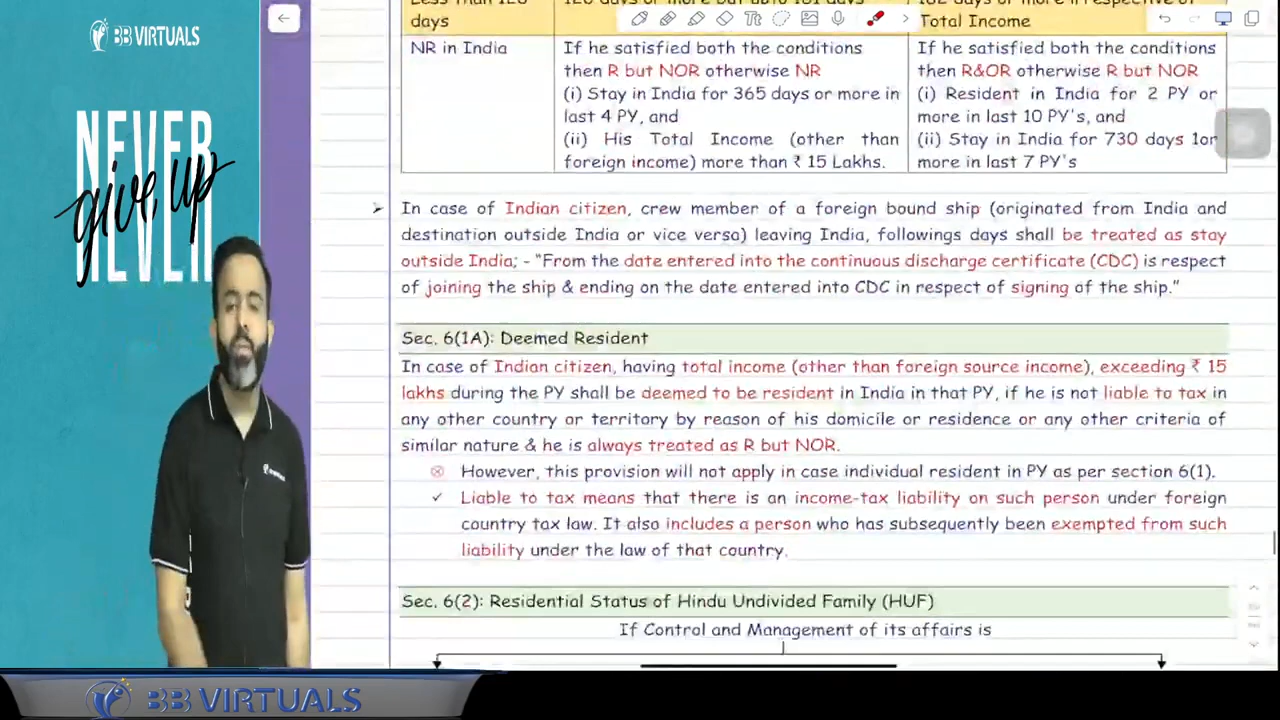 BB VIRTUALS
NEVER
give up
NEVER
days
Total Income
NR in India
If he satisfied both the conditions
then R but NOR otherwise NR
(i) Stay in India for 365 days or more in
last 4 PY, and
(ii) His Total Income (other than
foreign income) more than ₹ 15 Lakhs.
If he satisfied both the conditions
then R&OR otherwise R but NOR
(i) Resident in India for 2 PY or
more in last 10 PY's, and
(ii) Stay in India for 730 days 1or
more in last 7 PY's
In case of Indian citizen, crew member of a foreign bound ship (originated from India and
destination outside India or vice versa) leaving India, followings days shall be treated as stay
outside India; - “From the date entered into the continuous discharge certificate (CDC) is respect
of joining the ship & ending on the date entered into CDC in respect of signing of the ship.”
Sec. 6(1A): Deemed Resident
In case of Indian citizen, having total income (other than foreign source income), exceeding ₹ 15
lakhs during the PY shall be deemed to be resident in India in that PY, if he is not liable to tax in
any other country or territory by reason of his domicile or residence or any other criteria of
similar nature & he is always treated as R but NOR.
However, this provision will not apply in case individual resident in PY as per section 6(1).
Liable to tax means that there is an income-tax liability on such person under foreign
country tax law. It also includes a person who has subsequently been exempted from such
liability under the law of that country.
Sec. 6(2): Residential Status of Hindu Undivided Family (HUF)
If Control and Management of its affairs is
BB VIRTUALS